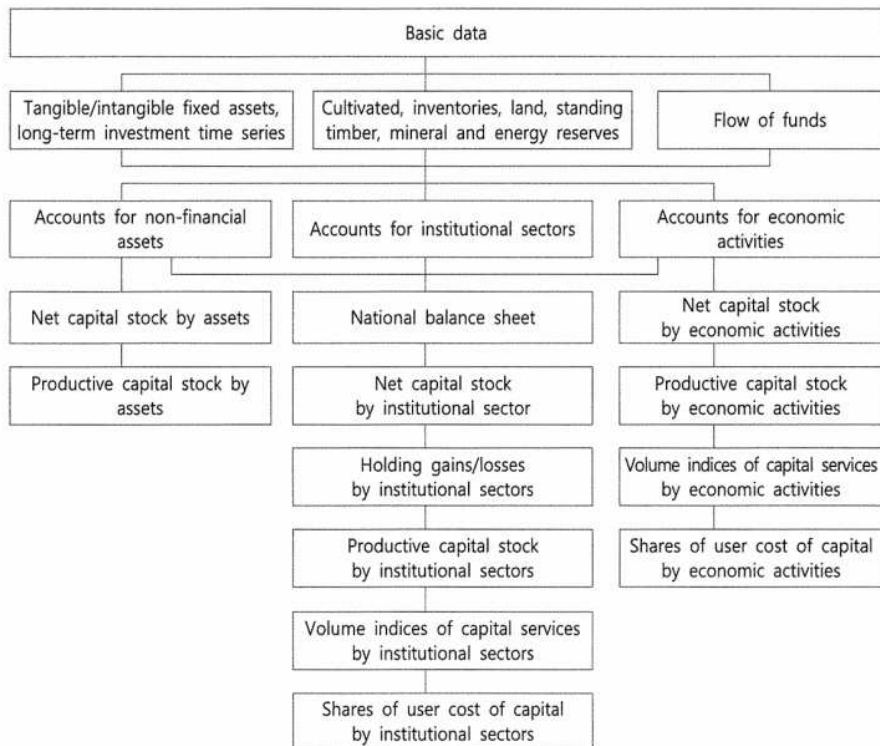 Basic data
Tangible/intangible fixed assets,
long-term investment time series
Cultivated, inventories, land, standing
timber, mineral and energy reserves
Flow of funds
Accounts for non-financial
assets
Accounts for institutional sectors
Accounts for economic
activities
Net capital stock by assets
National balance sheet
Net capital stock
by economic activities
Productive capital stock by
assets
Net capital stock
by institutional sector
Productive capital stock
by economic activities
Holding gains/losses
by institutional sectors
Volume indices of capital services
by economic activities
Productive capital stock
by institutional sectors
Shares of user cost of capital
by economic activities
Volume indices of capital services
by institutional sectors
Shares of user cost of capital
by institutional sectors